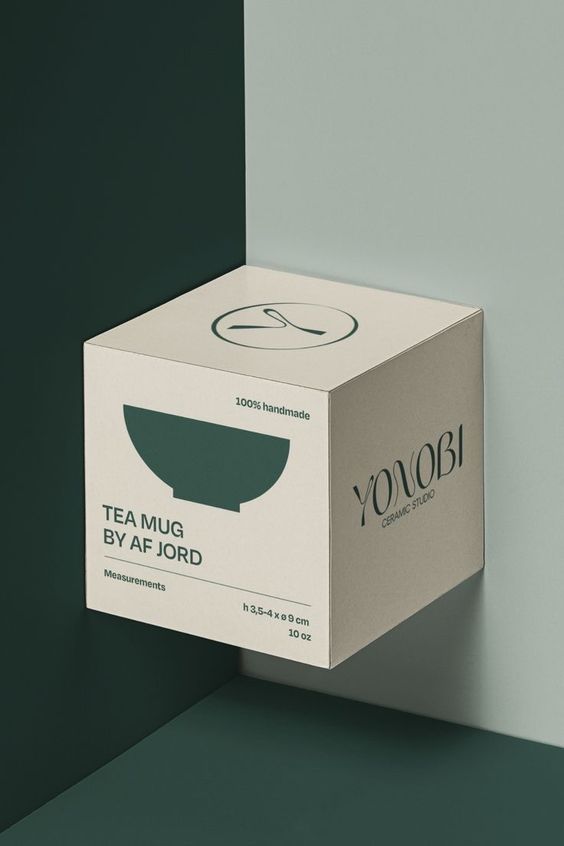 100% handmade
TEA MUG
BY AF JORD
Measurements
h 3,5-4 x ø 9 cm
10 oz
YONOBI
CERAMIC STUDIO